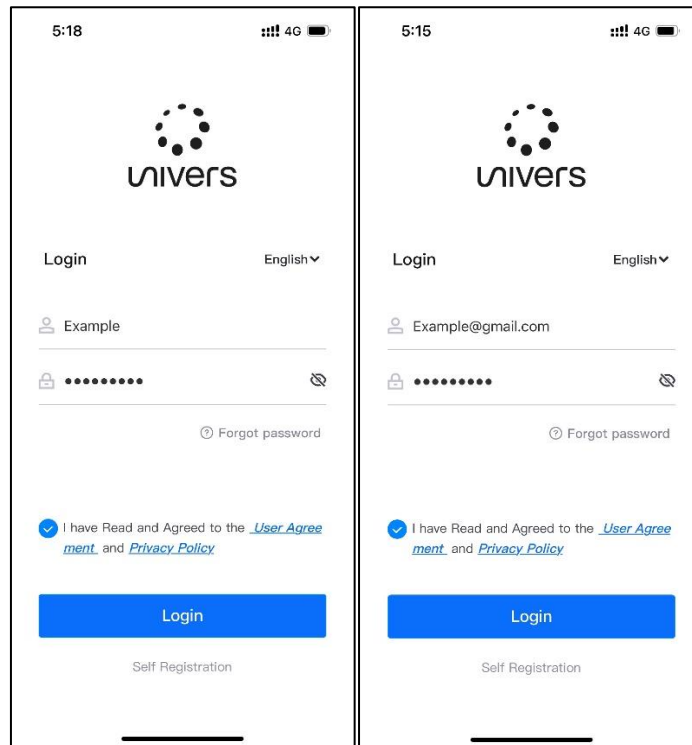 5:18
4G
univers
Login
English
Example
•••••••••
Forgot password
I have Read and Agreed to the User Agree
ment and Privacy Policy
Login
Self Registration
5:15
4G
univers
Login
English
Example@gmail.com
•••••••••
Forgot password
I have Read and Agreed to the User Agree
ment and Privacy Policy
Login
Self Registration